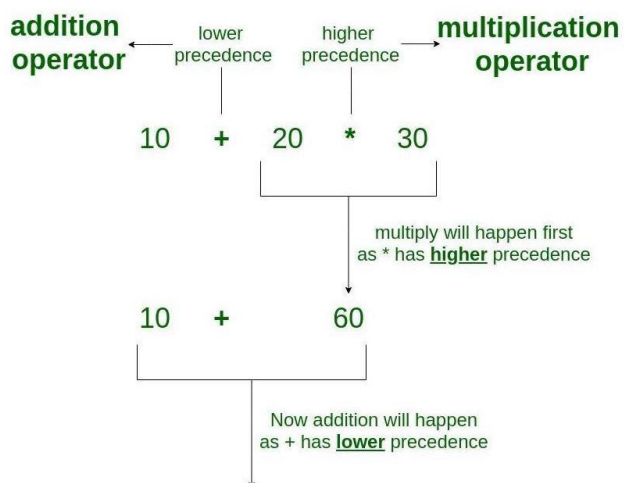 addition
operator
lower
precedence
higher
precedence
multiplication
operator
10 + 20 * 30
multiply will happen first
as * has higher precedence
10 + 60
Now addition will happen
as + has lower precedence